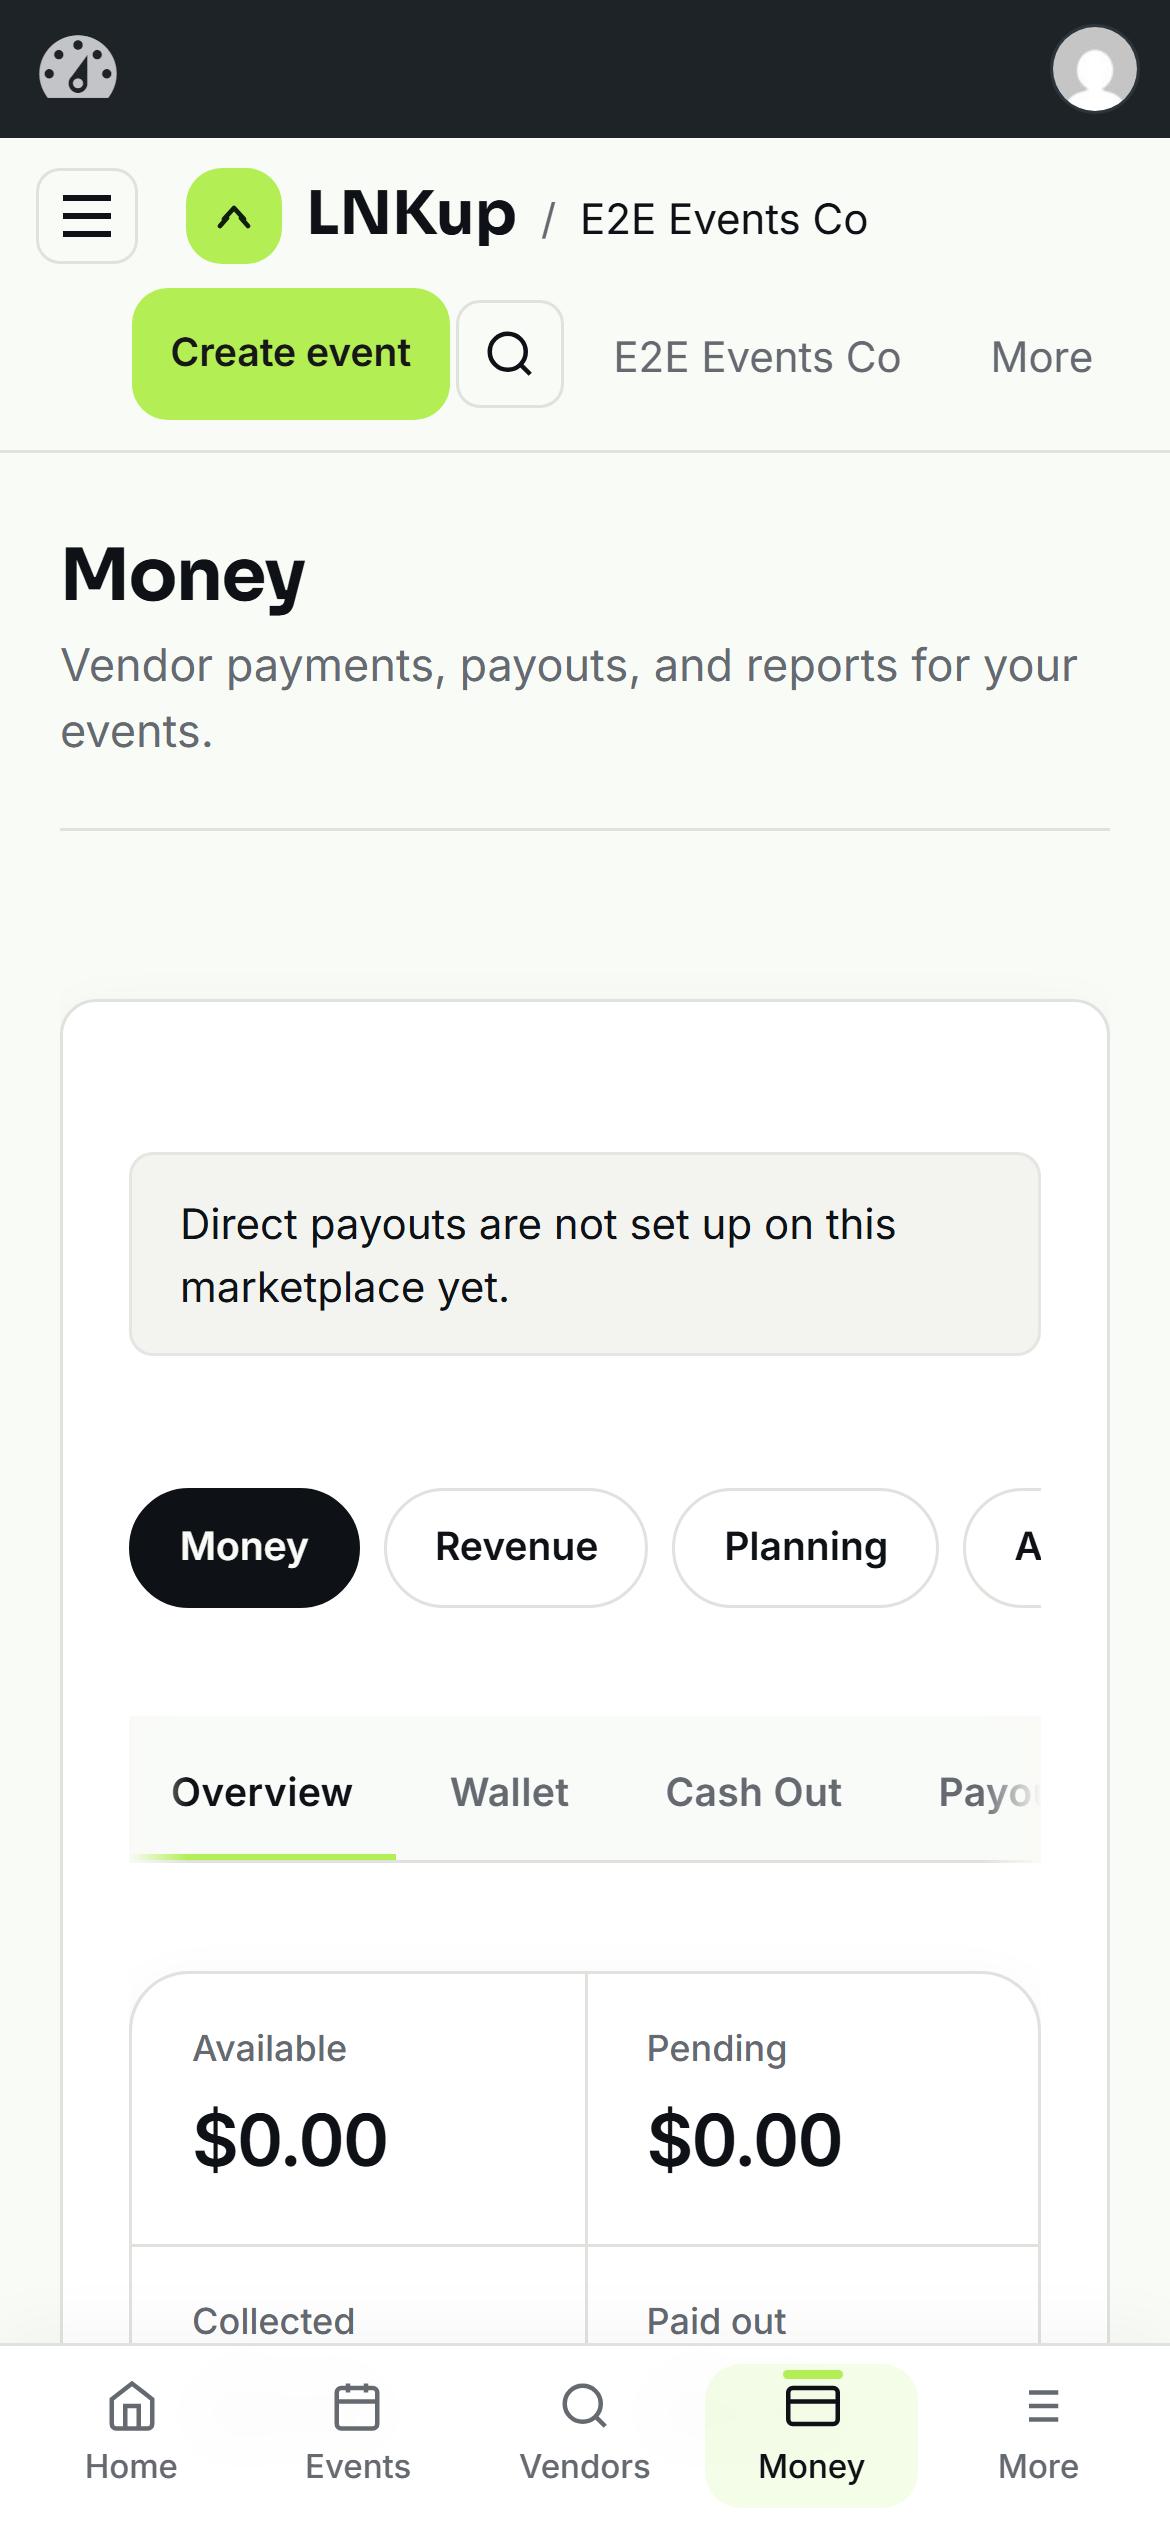 LNKup / E2E Events Co
Create event E2E Events Co More
Money
Vendor payments, payouts, and reports for your
events.
Direct payouts are not set up on this
marketplace yet.
Money Revenue Planning A
Overview Wallet Cash Out Payou
Available Pending
$0.00 $0.00
Collected Paid out
Home Events Vendors Money More